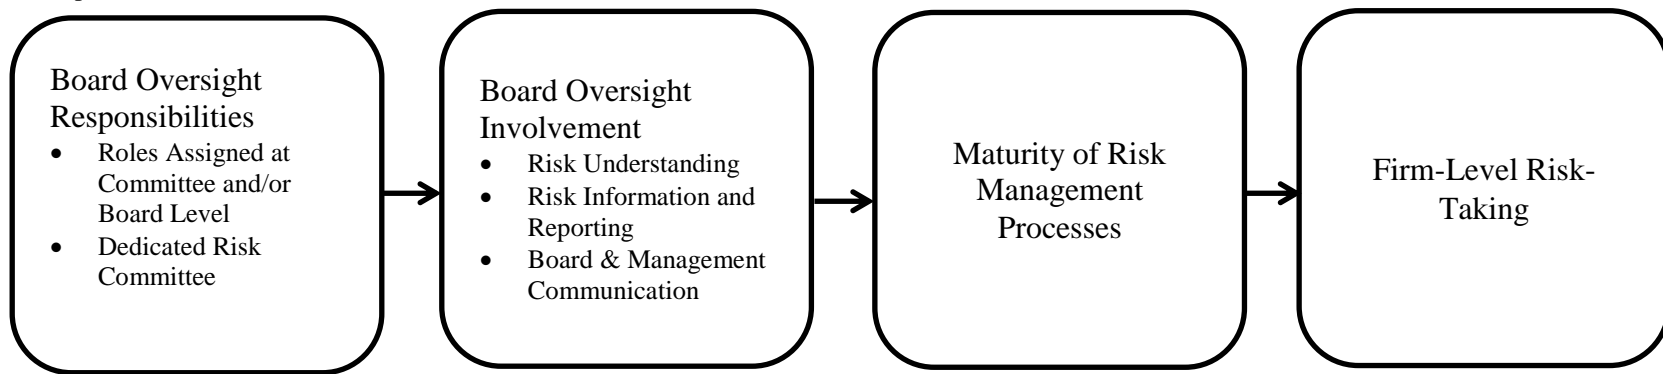 Board Oversight
Responsibilities
• Roles Assigned at
Committee and/or
Board Level
• Dedicated Risk
Committee
Board Oversight
Involvement
• Risk Understanding
• Risk Information and
Reporting
• Board & Management
Communication
Maturity of Risk
Management
Processes
Firm-Level Risk-
Taking